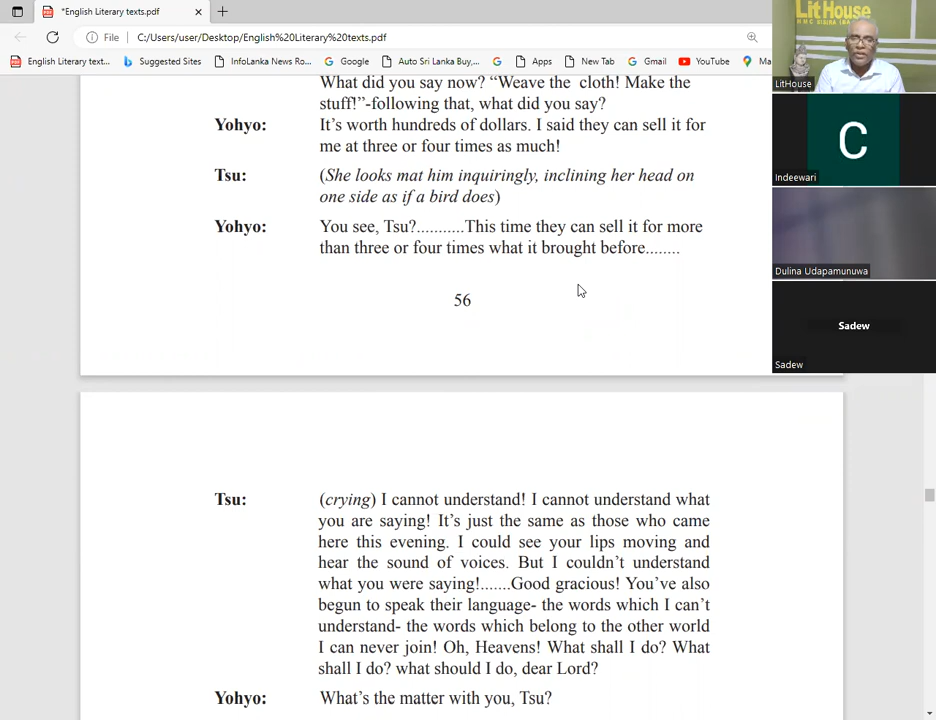 *English Literary texts.pdf
File
C:/Users/user/Desktop/English%20Literary%20texts.pdf
English Literary text...
Suggested Sites
InfoLanka News Ro...
Google
Auto Sri Lanka Buy,...
Apps
New Tab
Gmail
YouTube
Ma
LitHouse
LitHouse
C
Indeewari
Dulina Udapamunuwa
Sadew
Sadew
What did you say now? “Weave the cloth! Make the
stuff!”-following that, what did you say?
Yohyo: It’s worth hundreds of dollars. I said they can sell it for
me at three or four times as much!
Tsu: (She looks mat him inquiringly, inclining her head on
one side as if a bird does)
Yohyo: You see, Tsu?...........This time they can sell it for more
than three or four times what it brought before........
56
Tsu: (crying) I cannot understand! I cannot understand what
you are saying! It’s just the same as those who came
here this evening. I could see your lips moving and
hear the sound of voices. But I couldn’t understand
what you were saying!.......Good gracious! You’ve also
begun to speak their language- the words which I can’t
understand- the words which belong to the other world
I can never join! Oh, Heavens! What shall I do? What
shall I do? what should I do, dear Lord?
Yohyo: What’s the matter with you, Tsu?